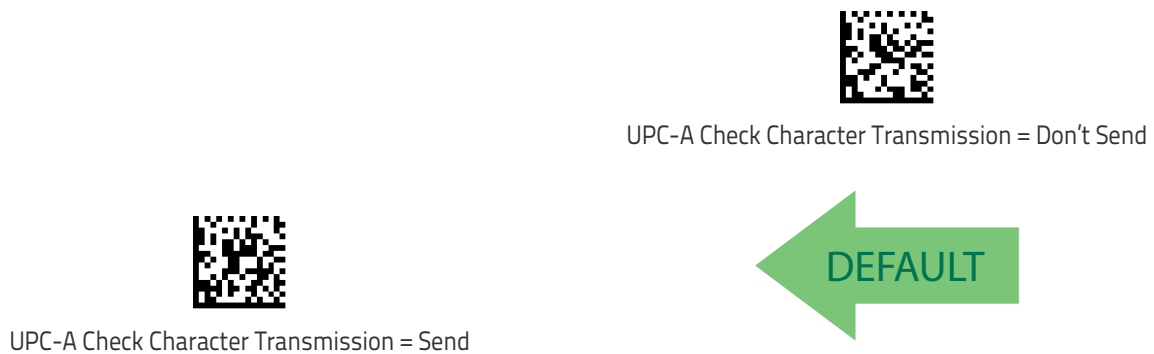 UPC-A Check Character Transmission = Don't Send
DEFAULT
UPC-A Check Character Transmission = Send